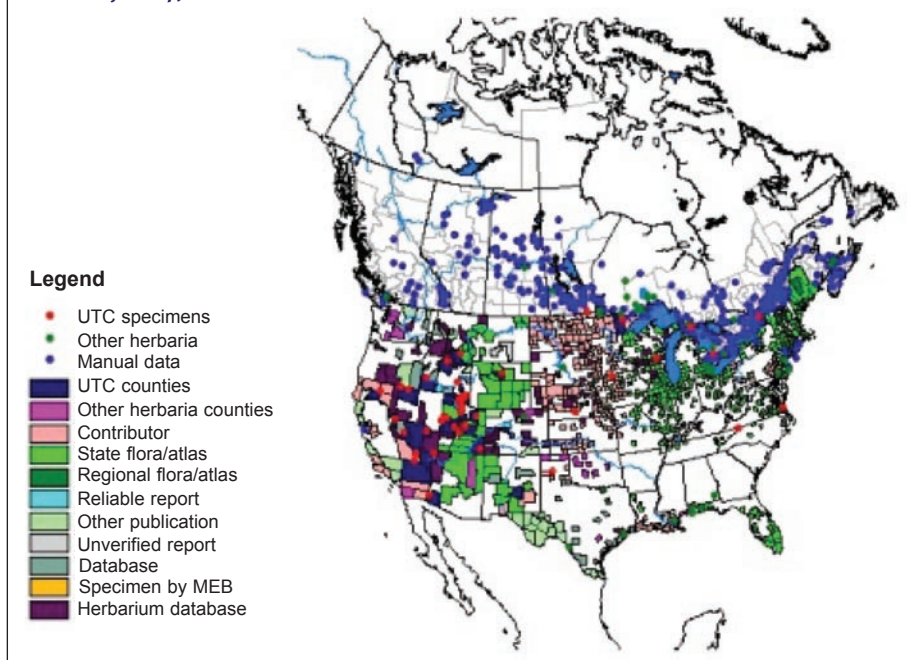 Legend
UTC specimens
Other herbaria
Manual data
UTC counties
Other herbaria counties
Contributor
State flora/atlas
Regional flora/atlas
Reliable report
Other publication
Unverified report
Database
Specimen by MEB
Herbarium database